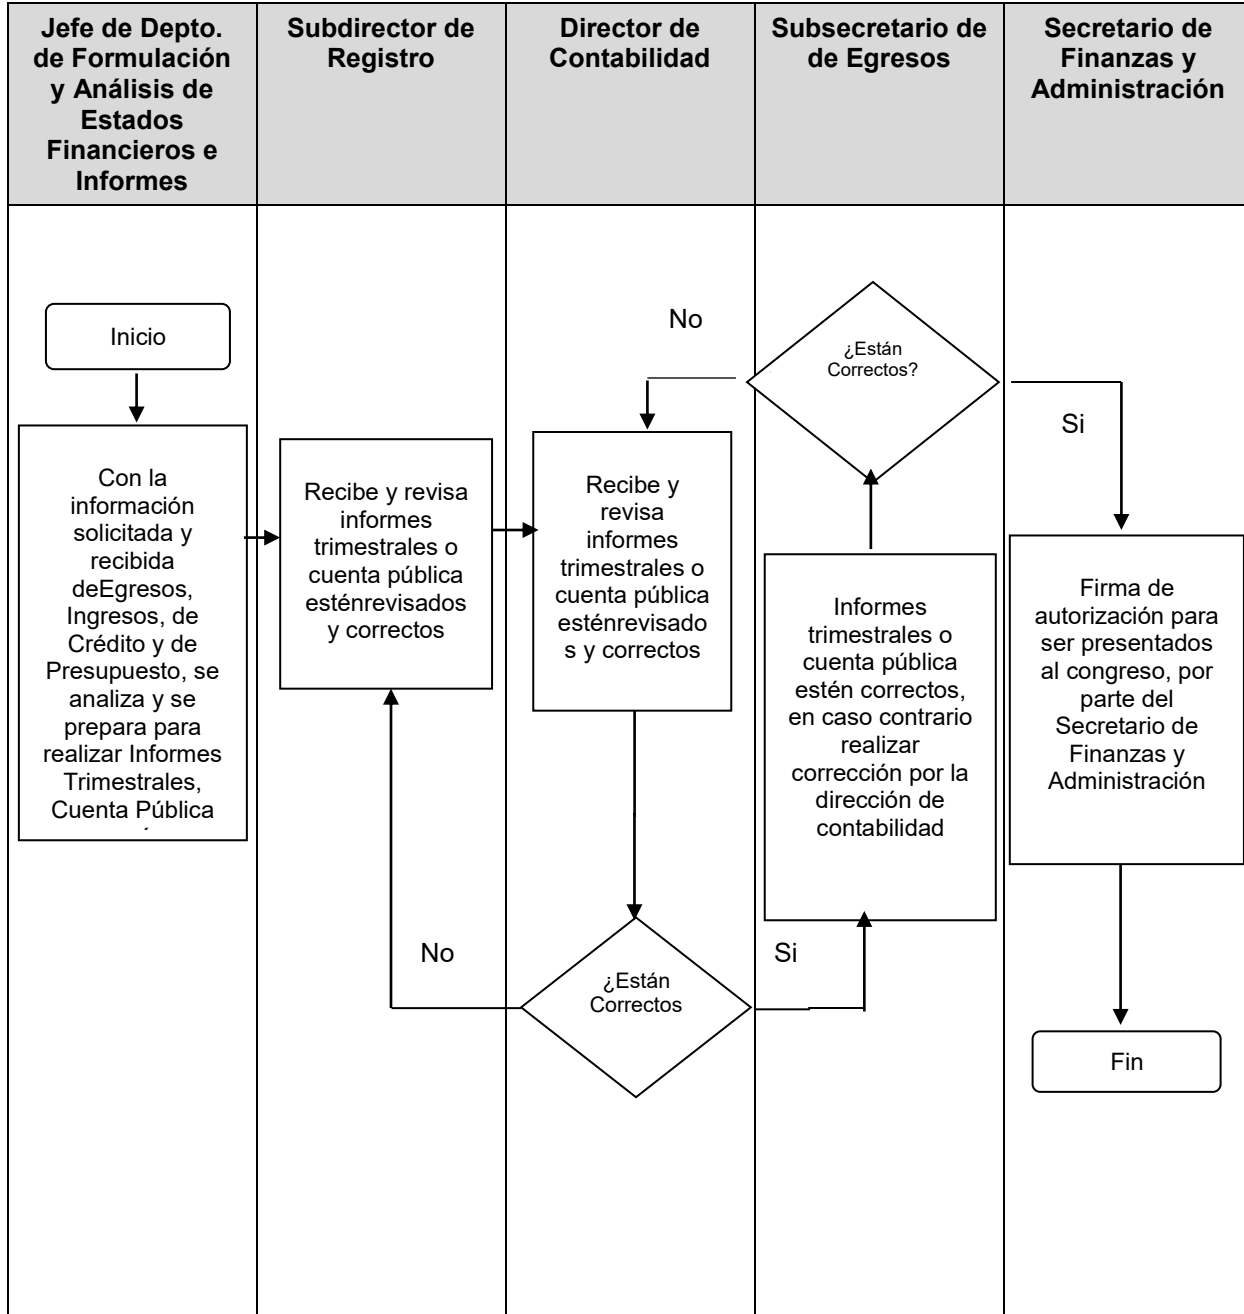 Jefe de Depto.
de Formulación
y Análisis de
Estados
Financieros e
Informes
Subdirector de
Registro
Director de
Contabilidad
Subsecretario de
de Egresos
Secretario de
Finanzas y
Administración
Inicio
Con la
información
solicitada y
recibida
deEgresos,
Ingresos, de
Crédito y de
Presupuesto, se
analiza y se
prepara para
realizar Informes
Trimestrales,
Cuenta Pública
Recibe y revisa
informes
trimestrales o
cuenta pública
esténrevisados
y correctos
No
Recibe y
revisa
informes
trimestrales o
cuenta pública
esténrevisado
s y correctos
¿Están
Correctos
No
Si
¿Están
Correctos?
Informes
trimestrales o
cuenta pública
estén correctos,
en caso contrario
realizar
corrección por la
dirección de
contabilidad
Si
Firma de
autorización para
ser presentados
al congreso, por
parte del
Secretario de
Finanzas y
Administración
Fin